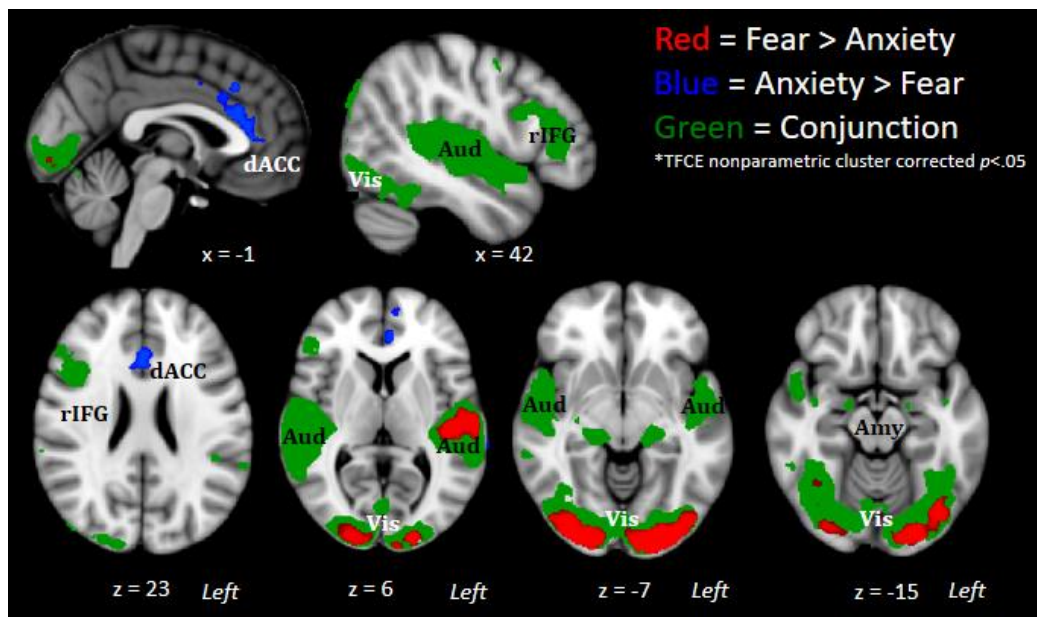 Red = Fear > Anxiety
Blue = Anxiety > Fear
Green = Conjunction
*TFCE nonparametric cluster corrected p<.05
dACC
x = -1
rIFG
Aud
Vis
x = 42
dACC
rIFG
z = 23 Left
Aud Aud
Vis
z = 6 Left
Aud Aud
Vis
z = -7 Left
Amy
Vis
z = -15 Left